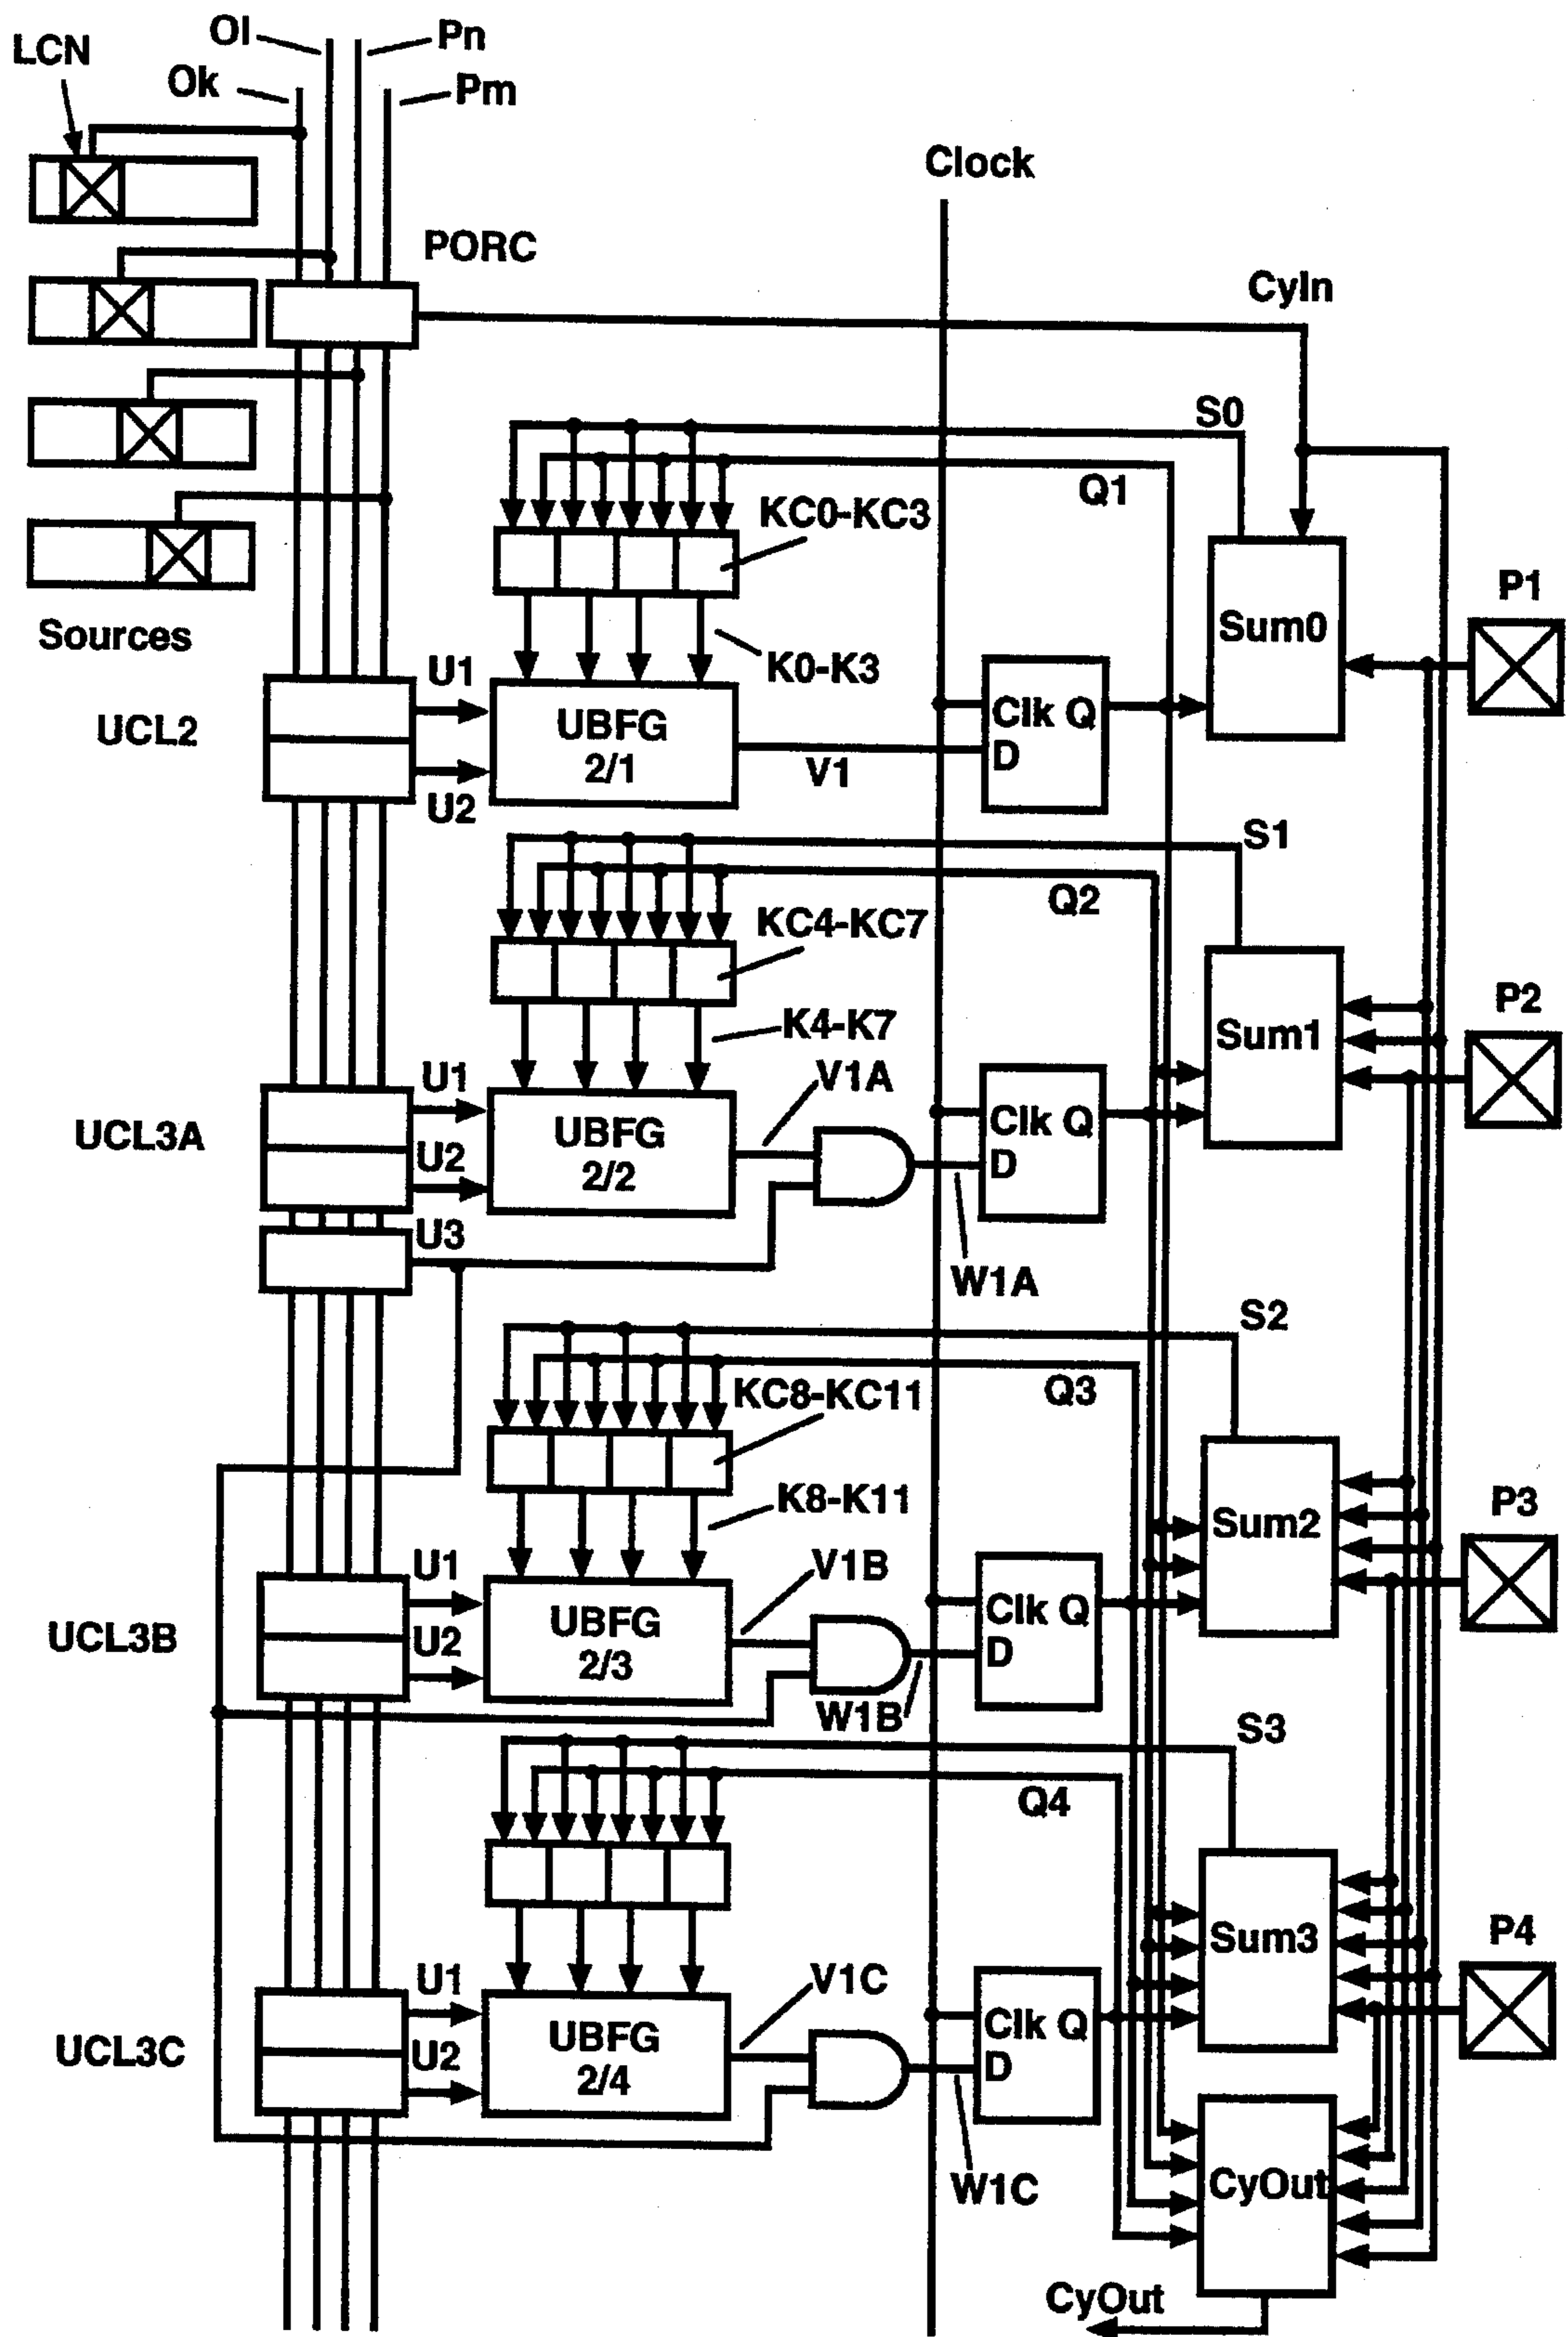 Ol
Pn
LCN
Ok
Pm
Clock
PORC
CyIn
S0
Q1
KC0-KC3
P1
Sum0
Sources
K0-K3
U1
UCL2
UBFG
2/1
Clk Q
D
V1
U2
S1
Q2
KC4-KC7
P2
K4-K7
Sum1
V1A
U1
UCL3A
UBFG
2/2
Clk Q
D
U2
U3
W1A
S2
Q3
KC8-KC11
K8-K11
P3
Sum2
V1B
U1
UCL3B
UBFG
2/3
Clk Q
D
U2
W1B
S3
Q4
P4
Sum3
V1C
U1
UCL3C
UBFG
2/4
Clk Q
D
U2
W1C
CyOut
CyOut